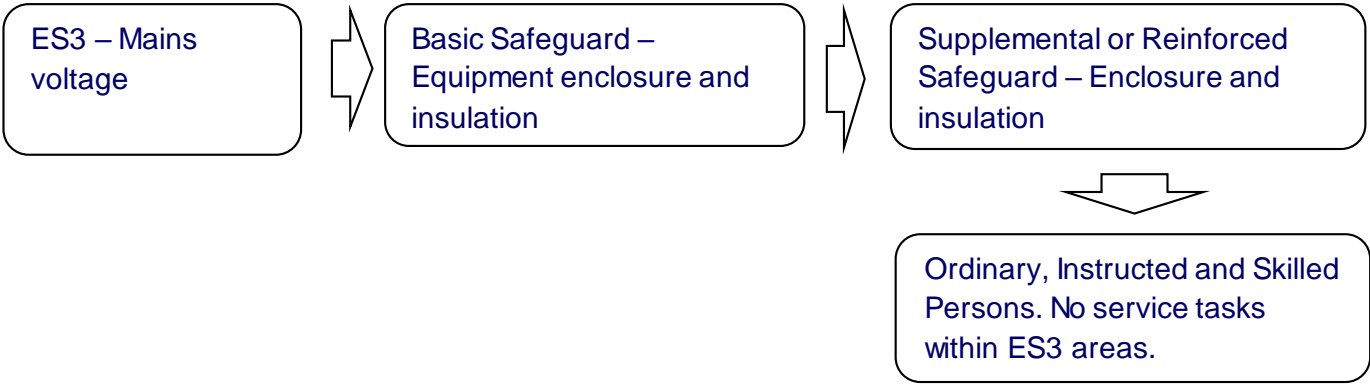 ES3 – Mains
voltage
Basic Safeguard –
Equipment enclosure and
insulation
Supplemental or Reinforced
Safeguard – Enclosure and
insulation
Ordinary, Instructed and Skilled
Persons. No service tasks
within ES3 areas.